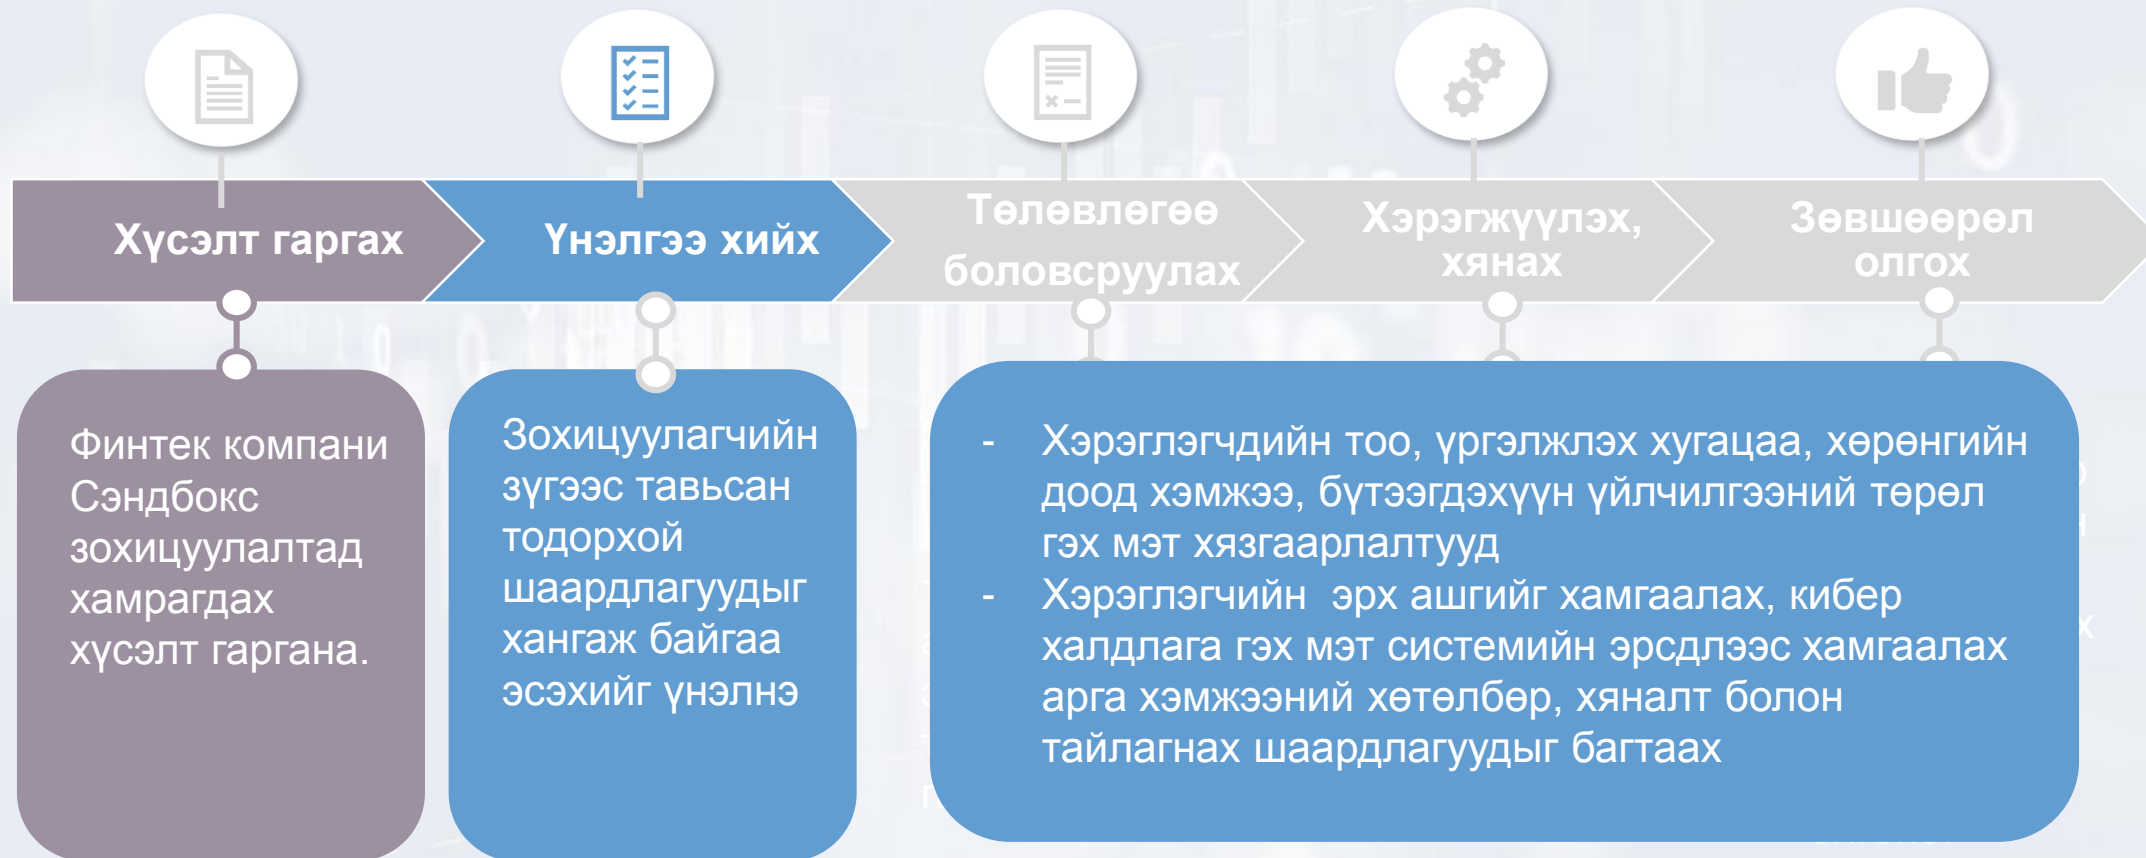 Хүсэлт гаргах
Үнэлгээ хийх
Төлөвлөгөө
боловсруулах
Хэрэгжүүлэх,
хянах
Зөвшөөрөл
олгох
Финтек компани
Сэндбокс
зохицуулалтад
хамрагдах
хүсэлт гаргана.
Зохицуулагчийн
зүгээс тавьсан
тодорхой
шаардлагуудыг
хангаж байгаа
эсэхийг үнэлнэ
- Хэрэглэгчдийн тоо, үргэлжлэх хугацаа, хөрөнгийн
доод хэмжээ, бүтээгдэхүүн үйлчилгээний төрөл
гэх мэт хязгаарлалтууд
- Хэрэглэгчийн эрх ашгийг хамгаалах, кибер
халдлага гэх мэт системийн эрсдлээс хамгаалах
арга хэмжээний хөтөлбөр, хяналт болон
тайлагнах шаардлагуудыг багтаах